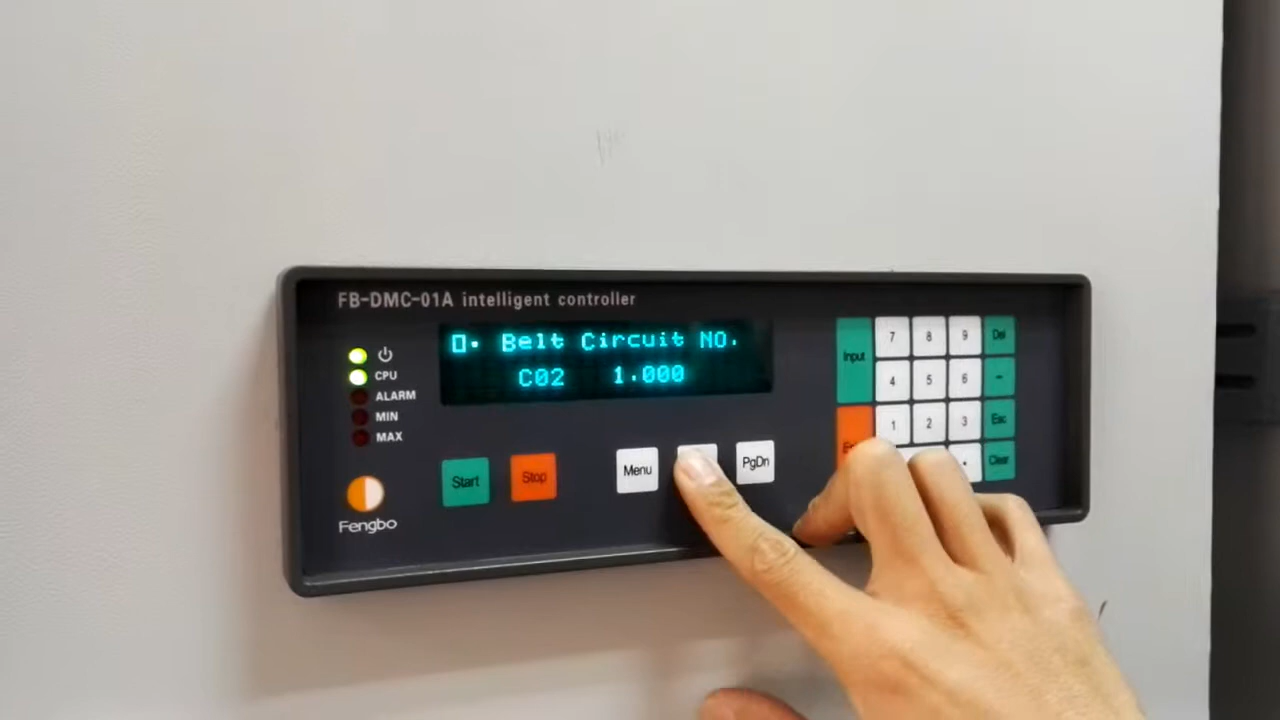 FB-DMC-01A intelligent controller
. Belt Circuit NO.
C02 1.000
CPU
ALARM
MIN
MAX
Fengbo
Start
Stop
Menu
PgDn
Input
7 8 9 Del
4 5 6 -
1 2 3 Esc
. Clear